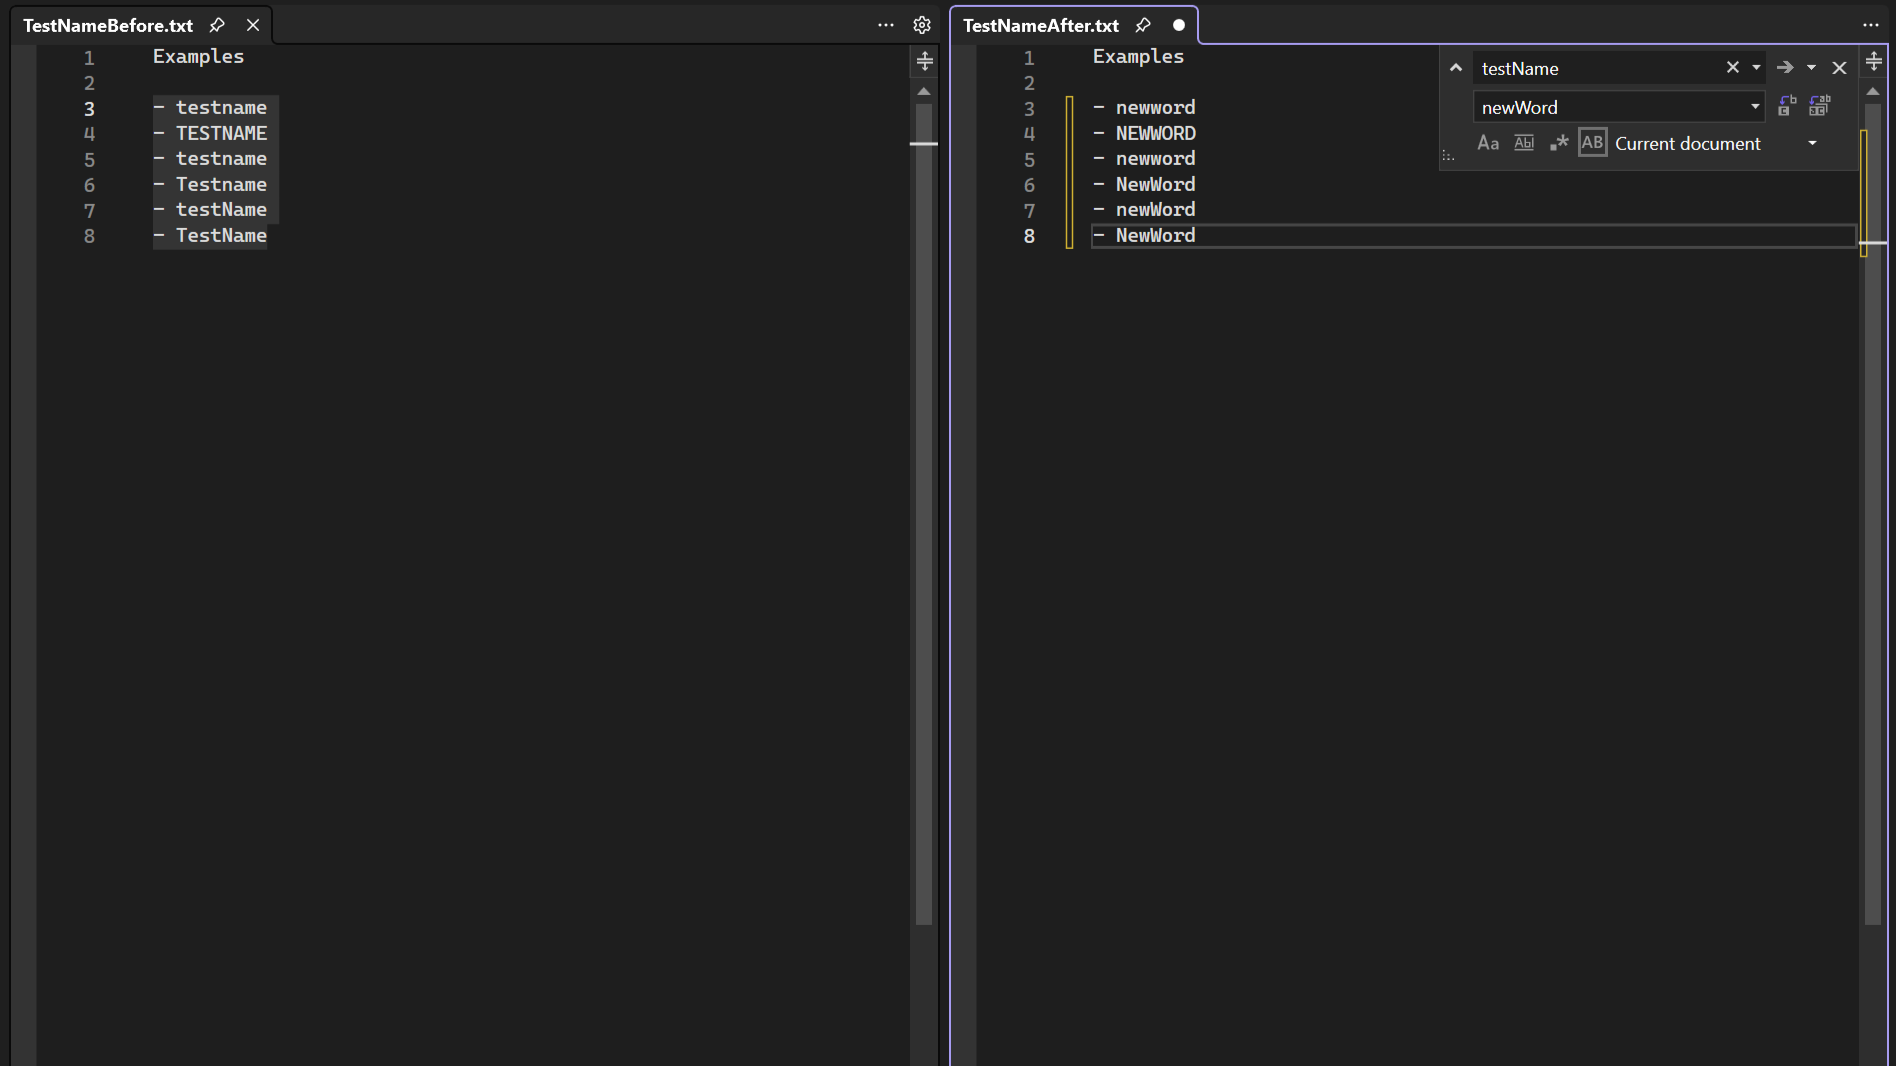 TestNameBefore.txt
1 Examples
2
3 - testname
4 - TESTNAME
5 - testname
6 - Testname
7 - testName
8 - TestName
TestNameAfter.txt
1 Examples
2
3 - newword
4 - NEWWORD
5 - newword
6 - NewWord
7 - newWord
8 - NewWord
testName
newWord
Aa Abl .* AB Current document